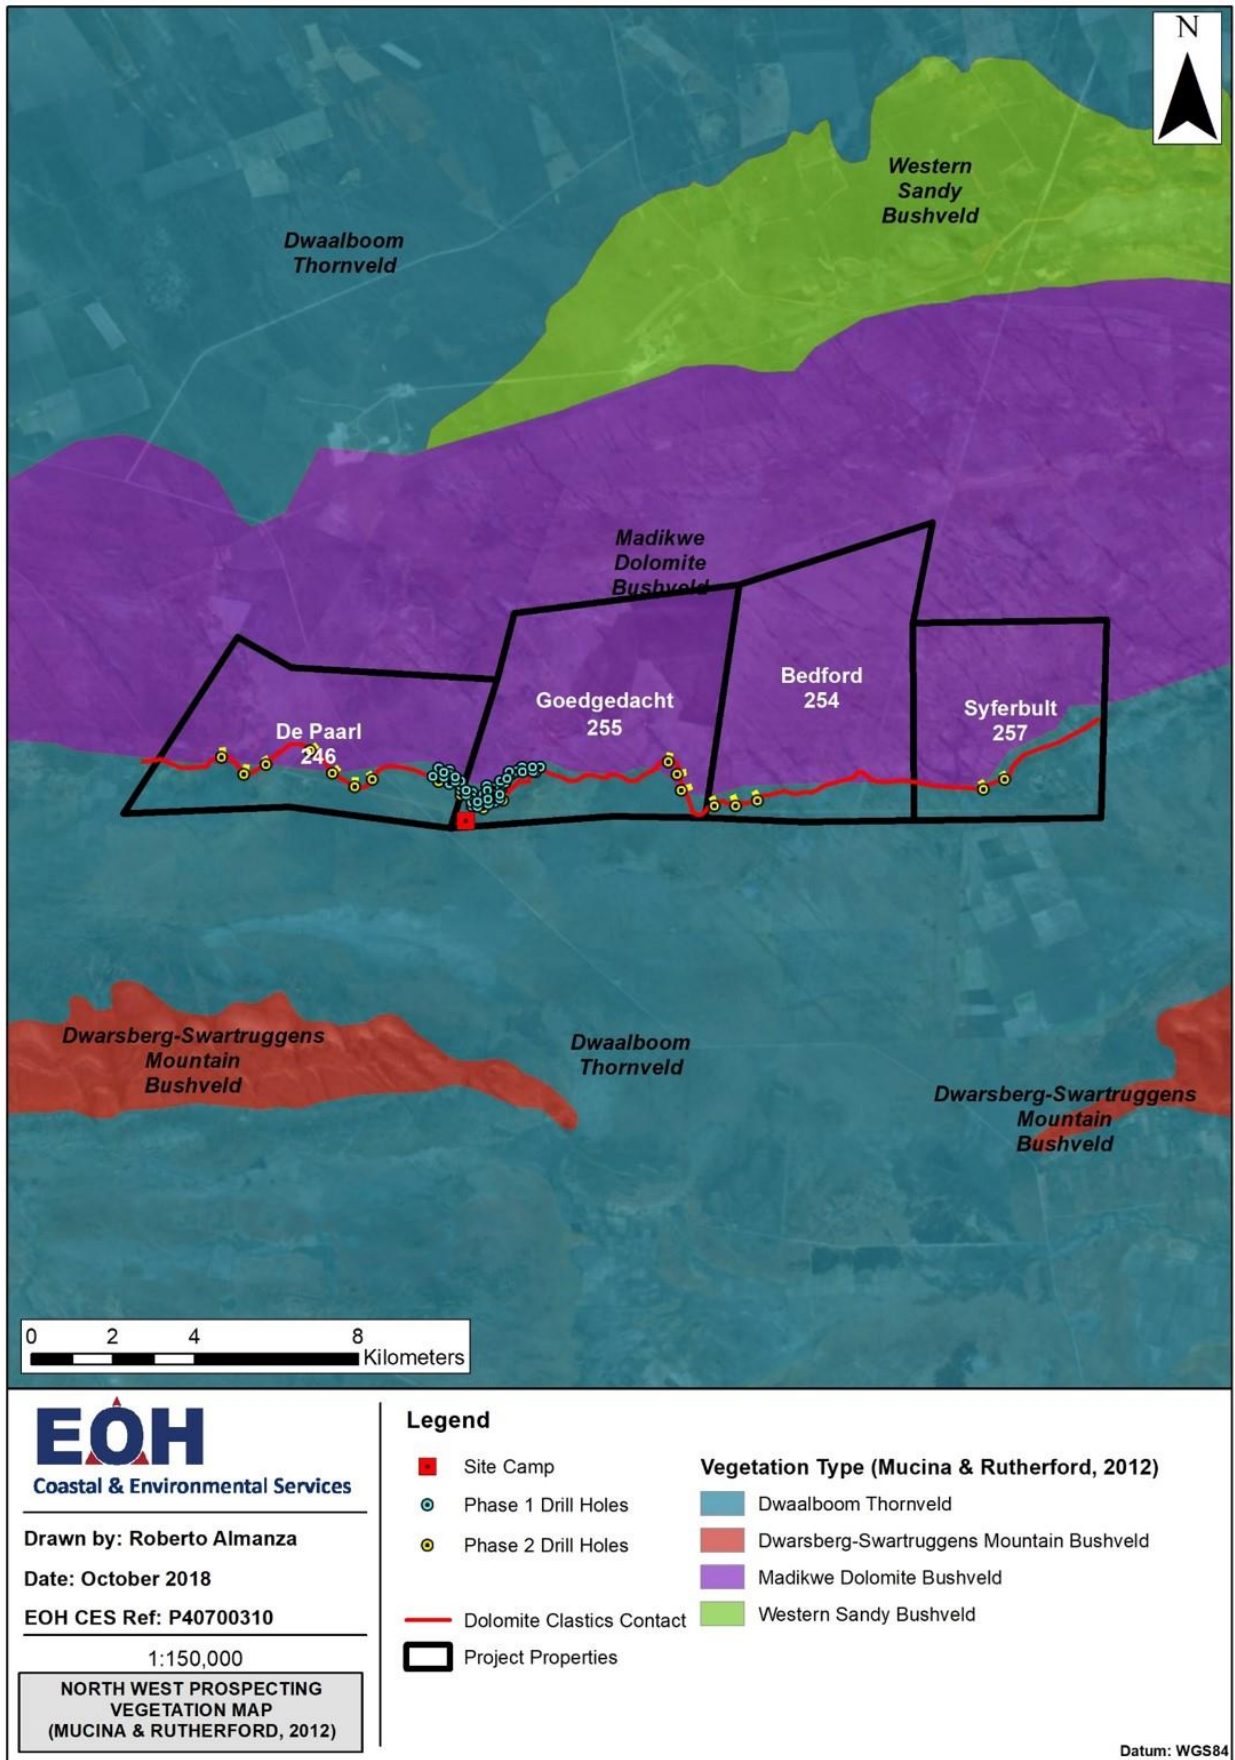 N
Western
Sandy
Bushveld
Dwaalboom
Thornveld
Madikwe
Dolomite
Bushveld
Bedford
254
Goedgedacht
255
Syferbult
257
De Paarl
246
Dwarsberg-Swartruggens
Mountain
Bushveld
Dwaalboom
Thornveld
Dwarsberg-Swartruggens
Mountain
Bushveld
0 2 4 8
Kilometers
EOH
Coastal & Environmental Services
Drawn by: Roberto Almanza
Date: October 2018
EOH CES Ref: P40700310
1:150,000
NORTH WEST PROSPECTING
VEGETATION MAP
(MUCINA & RUTHERFORD, 2012)
Legend
Site Camp
Phase 1 Drill Holes
Phase 2 Drill Holes
Dolomite Clastics Contact
Project Properties
Vegetation Type (Mucina & Rutherford, 2012)
Dwaalboom Thornveld
Dwarsberg-Swartruggens Mountain Bushveld
Madikwe Dolomite Bushveld
Western Sandy Bushveld
Datum: WGS84